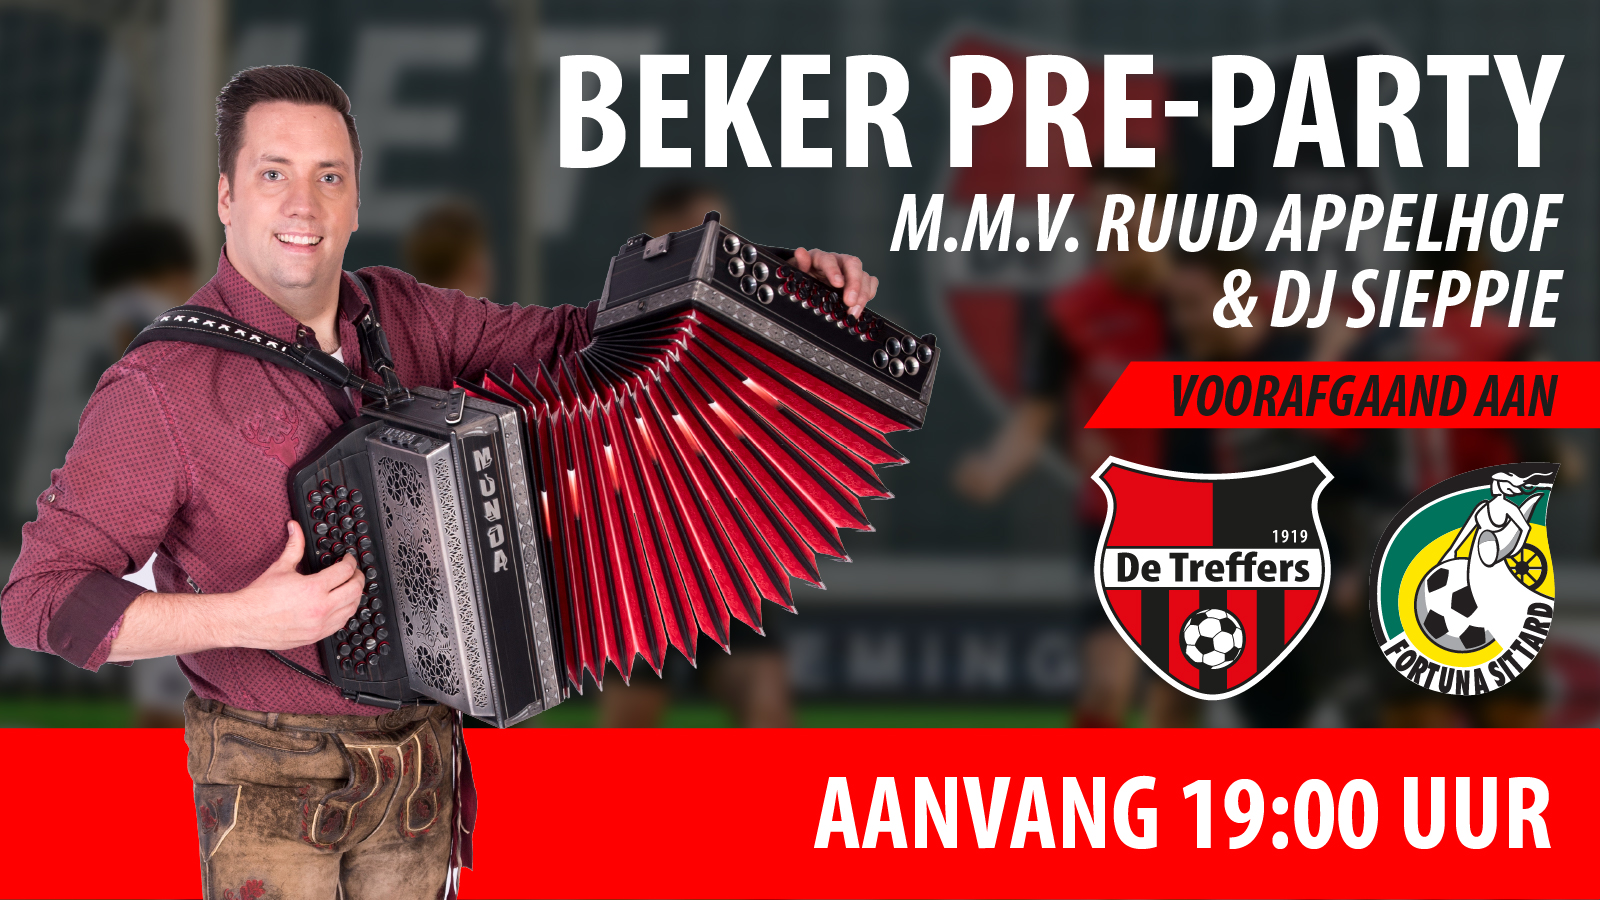 BEKER PRE-PARTY
M.M.V. RUUD APPELHOF
& DJ SIEPPIE
VOORAFGAAND AAN
1919
De Treffers
FORTUNA SITTARD
MÜNDA
AANVANG 19:00 UUR